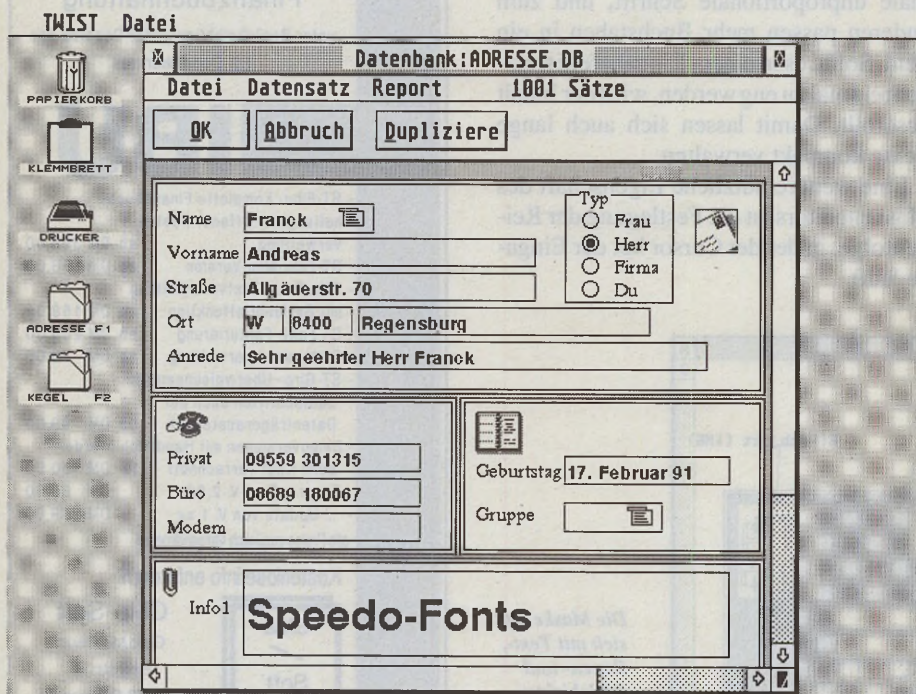 TWIST Datei
Datenbank:ADRESSE.DB
Datei Datensatz Report 1001 Sätze
OK Abbruch Dupliziere
PAPIERKORB
KLEMMBRETT
DRUCKER
ADRESSE F1
KEGEL F2
Name Franck
Vorname Andreas
Straße Allgäuerstr. 70
Ort W 8400 Regensburg
Anrede Sehr geehrter Herr Franck
Typ
Frau
Herr
Firma
Du
Privat 09559 301315
Büro 08689 180067
Modem
Geburtstag 17. Februar 91
Gruppe
Info1 Speedo-Fonts